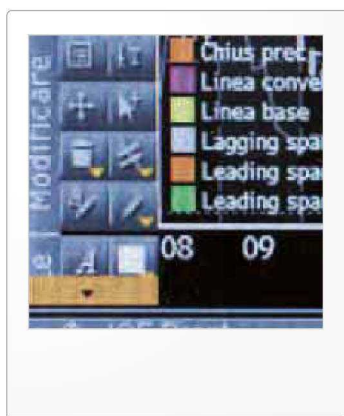 Modificare
Chius prec
Linea conve
Linea base
Lagging spa
Leading spa
Leading spa
08 09
e A